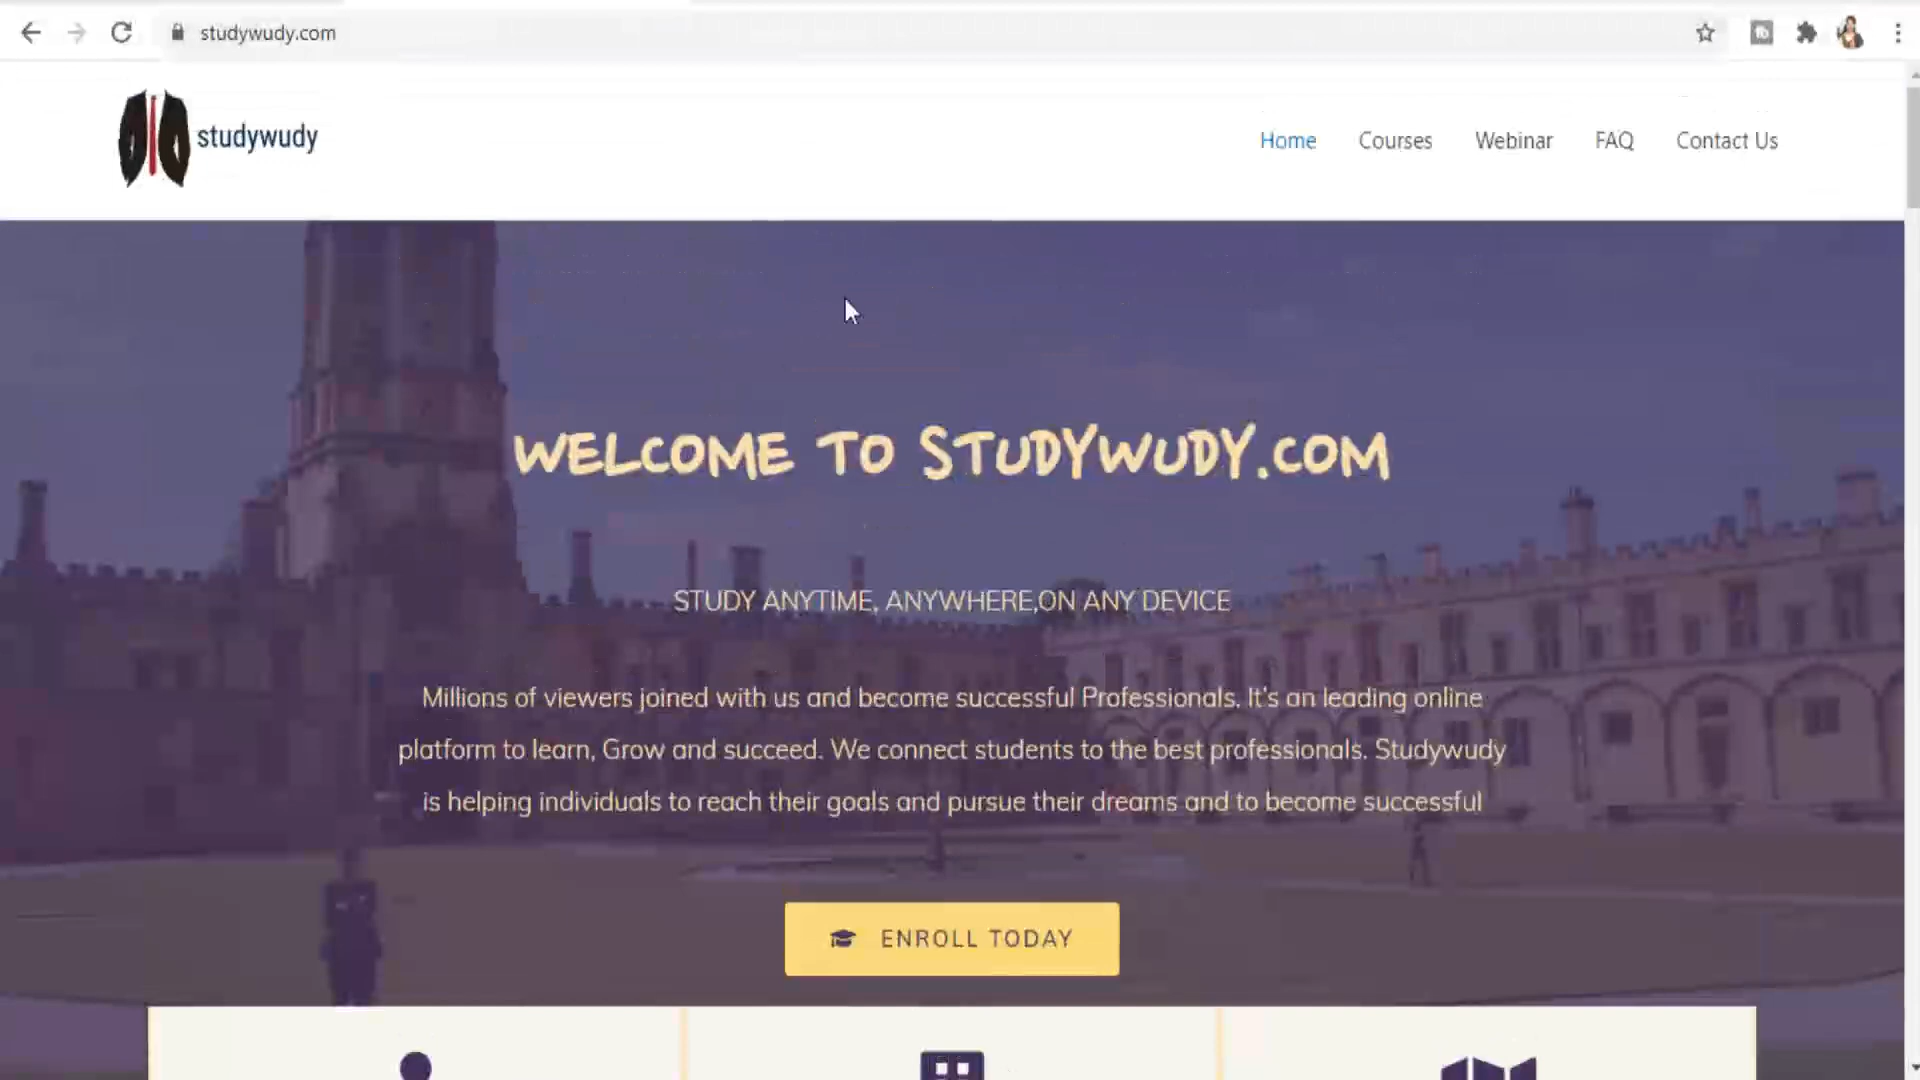 studywudy.com
studywudy
Home Courses Webinar FAQ Contact Us
WELCOME TO STUDYWUDY.COM
STUDY ANYTIME, ANYWHERE,ON ANY DEVICE
Millions of viewers joined with us and become successful Professionals. It's an leading online
platform to learn, Grow and succeed. We connect students to the best professionals. Studywudy
is helping individuals to reach their goals and pursue their dreams and to become successful
ENROLL TODAY